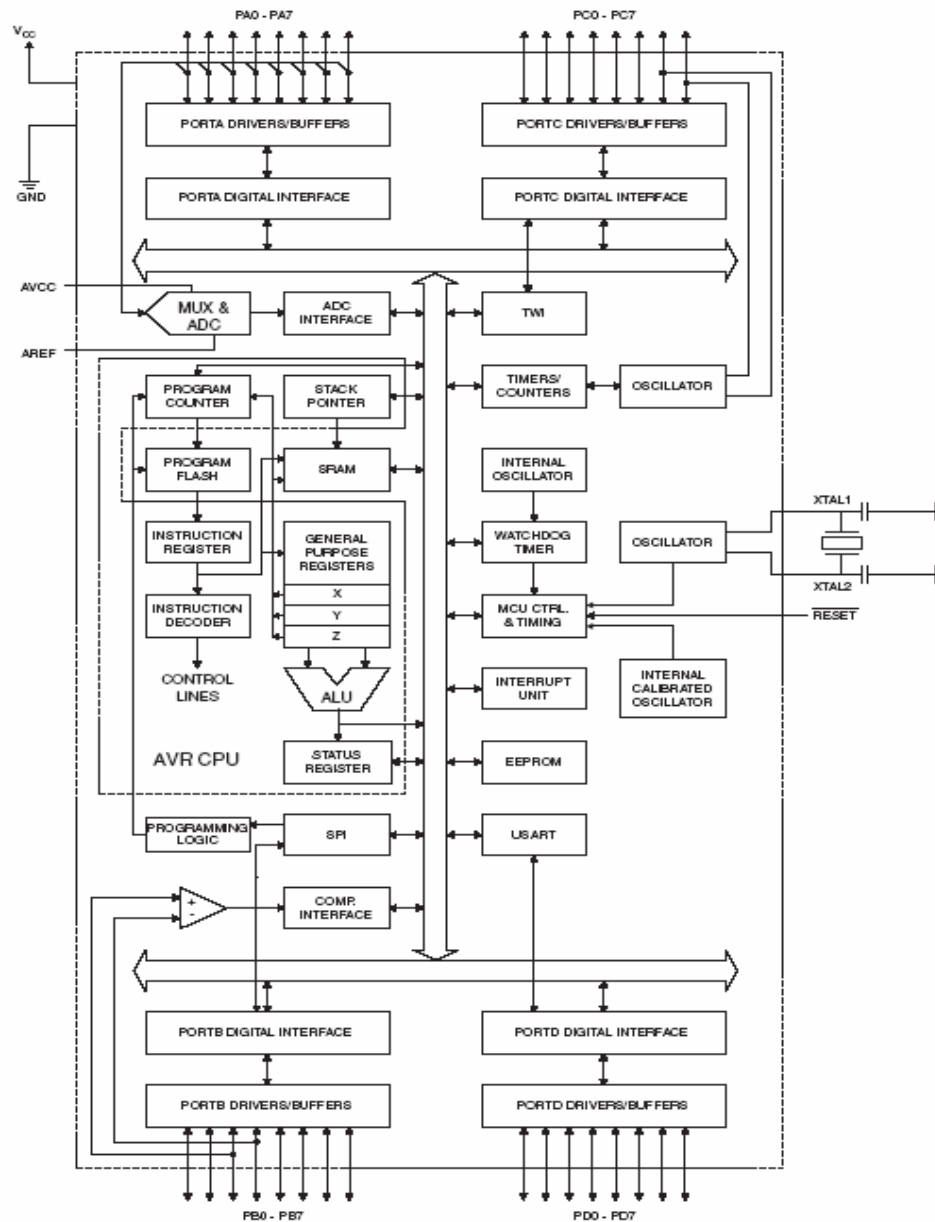 PA0 - PA7
PC0 - PC7
VCC
PORTA DRIVERS/BUFFERS
PORTC DRIVERS/BUFFERS
GND
PORTA DIGITAL INTERFACE
PORTC DIGITAL INTERFACE
AVCC
MUX &
ADC
ADC
INTERFACE
TWI
AREF
PROGRAM
COUNTER
STACK
POINTER
TIMERS/
COUNTERS
OSCILLATOR
PROGRAM
FLASH
SRAM
INTERNAL
OSCILLATOR
XTAL1
INSTRUCTION
REGISTER
GENERAL
PURPOSE
REGISTERS
WATCHDOG
TIMER
OSCILLATOR
XTAL2
X
INSTRUCTION
DECODER
Y
MCU CTRL.
& TIMING
RESET
Z
CONTROL
LINES
ALU
INTERRUPT
UNIT
INTERNAL
CALIBRATED
OSCILLATOR
AVR CPU
STATUS
REGISTER
EEPROM
PROGRAMMING
LOGIC
SPI
USART
+
-
COMP.
INTERFACE
PORTB DIGITAL INTERFACE
PORTD DIGITAL INTERFACE
PORTB DRIVERS/BUFFERS
PORTD DRIVERS/BUFFERS
PB0 - PB7
PD0 - PD7